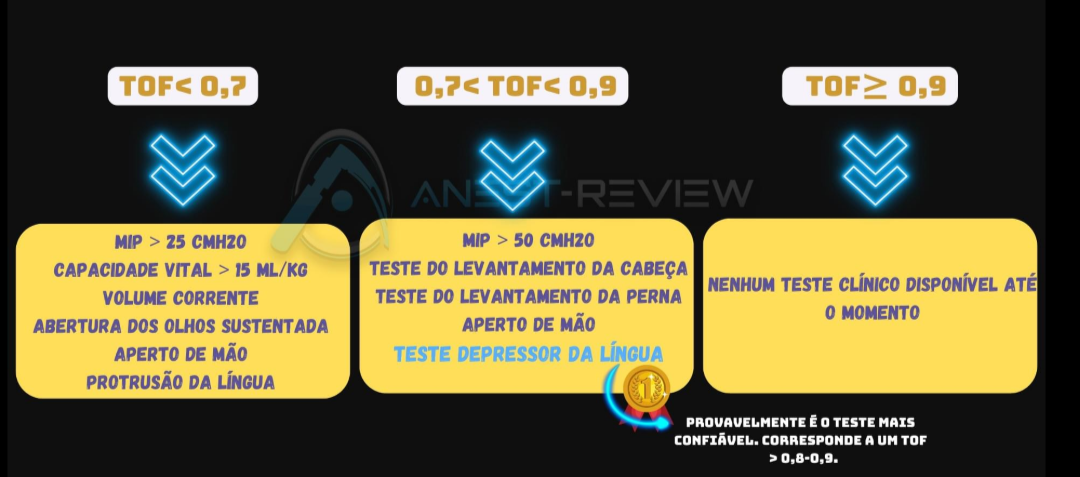 TOF< 0,7
0,7< TOF< 0,9
TOF≥ 0,9
ANEST-REVIEW
MIP > 25 CMH2O
CAPACIDADE VITAL > 15 ML/KG
VOLUME CORRENTE
ABERTURA DOS OLHOS SUSTENTADA
APERTO DE MÃO
PROTRUSÃO DA LÍNGUA
MIP > 50 CMH2O
TESTE DO LEVANTAMENTO DA CABEÇA
TESTE DO LEVANTAMENTO DA PERNA
APERTO DE MÃO
TESTE DEPRESSOR DA LÍNGUA
1
NENHUM TESTE CLÍNICO DISPONÍVEL ATÉ
O MOMENTO
PROVAVELMENTE É O TESTE MAIS
CONFIÁVEL. CORRESPONDE A UM TOF
> 0,8-0,9.